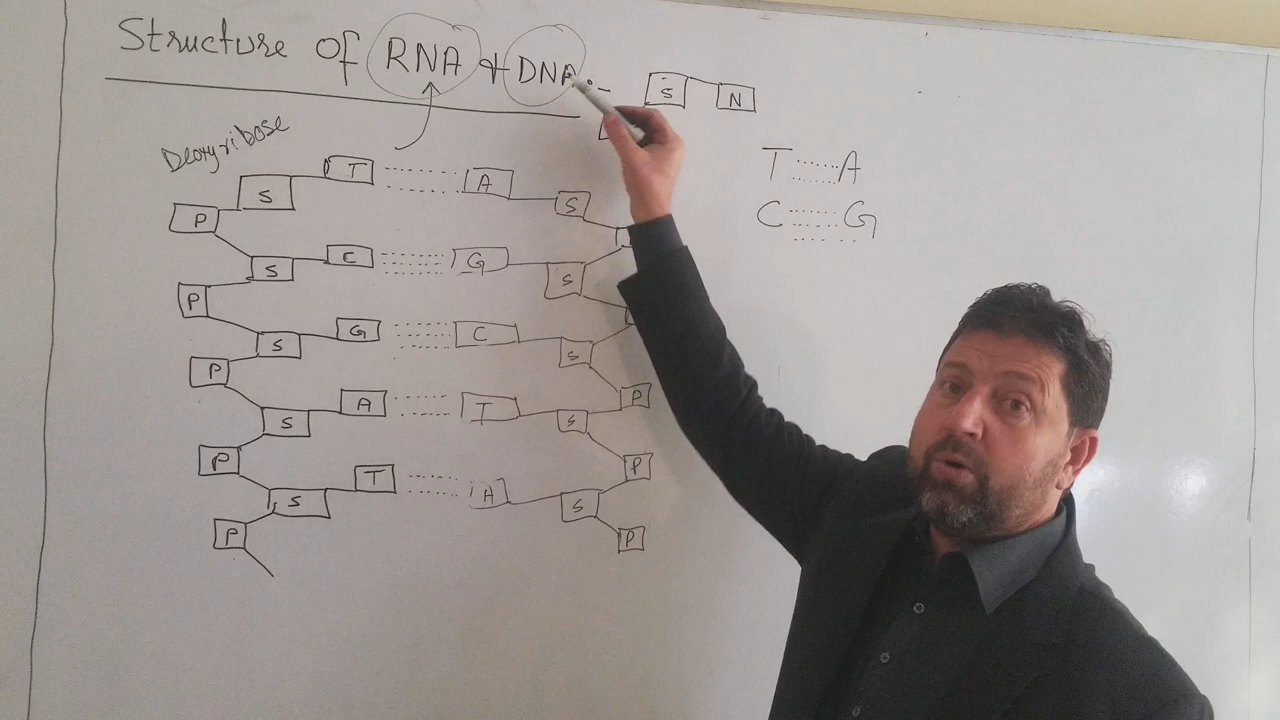 Structure of RNA & DNA :-
S N
Deoxyribose
T A
C G
S T A S
P
S C G S
P
S G C S
P P
S A T S
P P
S T A S
P P